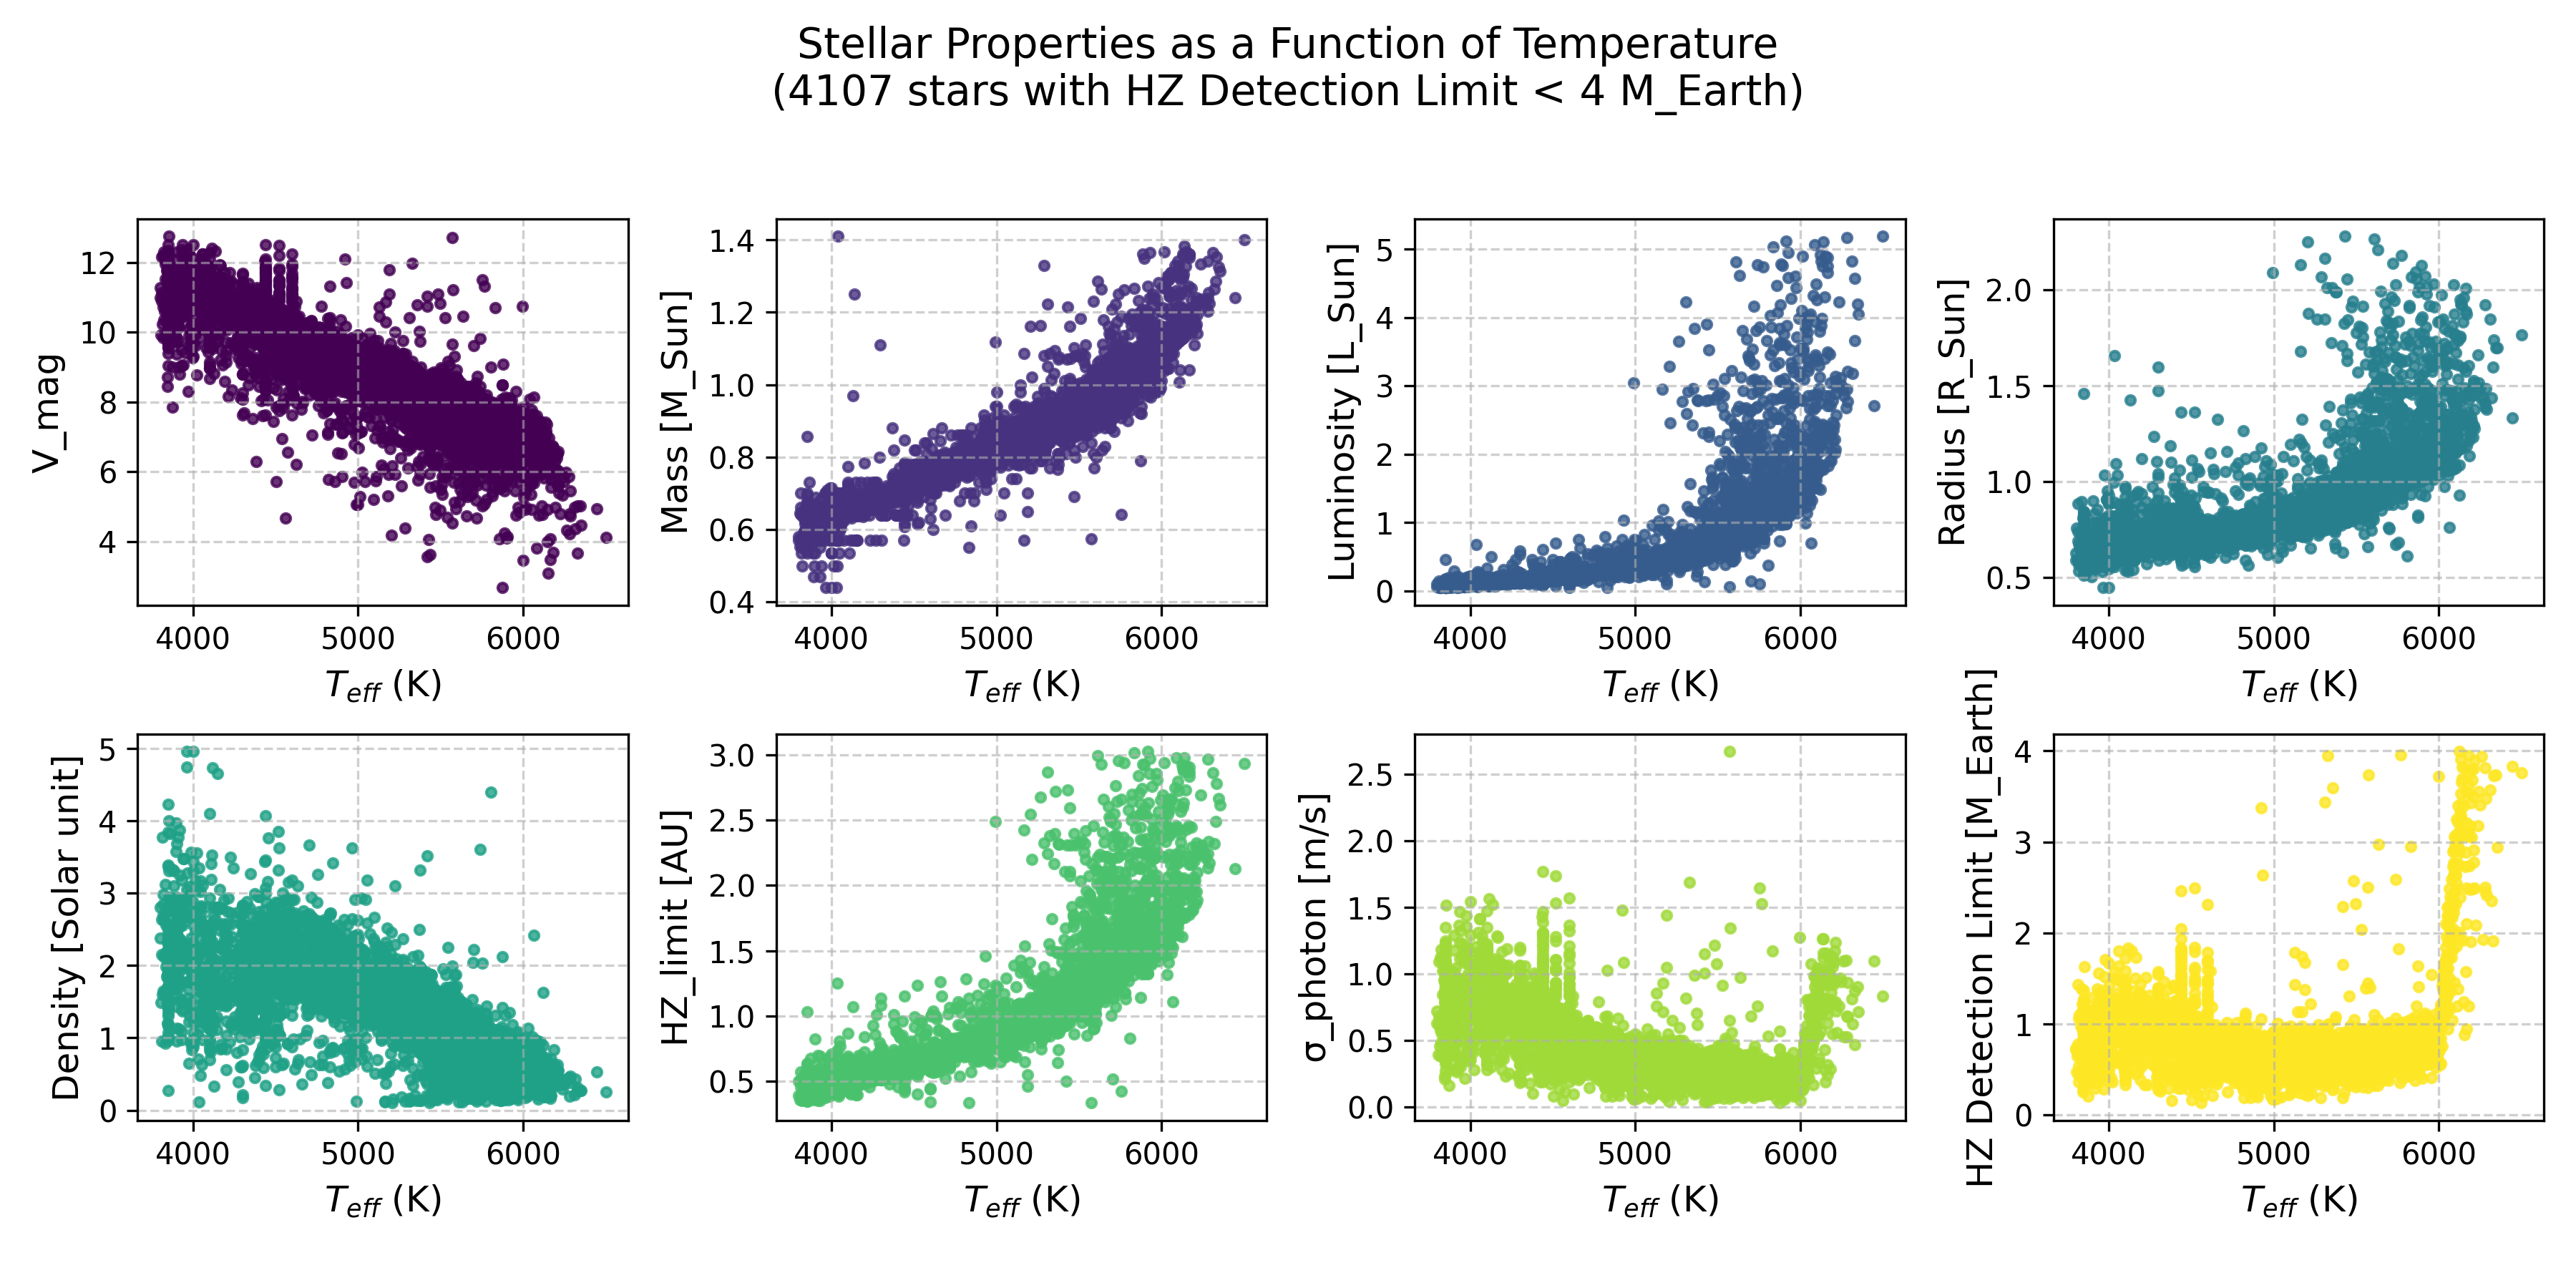 Stellar Properties as a Function of Temperature
(4107 stars with HZ Detection Limit < 4 M_Earth)
V_mag
12
10
8
6
4
4000 5000 6000
T_eff (K)
Mass [M_Sun]
1.4
1.2
1.0
0.8
0.6
0.4
4000 5000 6000
T_eff (K)
Luminosity [L_Sun]
5
4
3
2
1
0
4000 5000 6000
T_eff (K)
Radius [R_Sun]
2.0
1.5
1.0
0.5
4000 5000 6000
T_eff (K)
Density [Solar unit]
5
4
3
2
1
0
4000 5000 6000
T_eff (K)
HZ_limit [AU]
3.0
2.5
2.0
1.5
1.0
0.5
4000 5000 6000
T_eff (K)
σ_photon [m/s]
2.5
2.0
1.5
1.0
0.5
0.0
4000 5000 6000
T_eff (K)
HZ Detection Limit [M_Earth]
4
3
2
1
0
4000 5000 6000
T_eff (K)